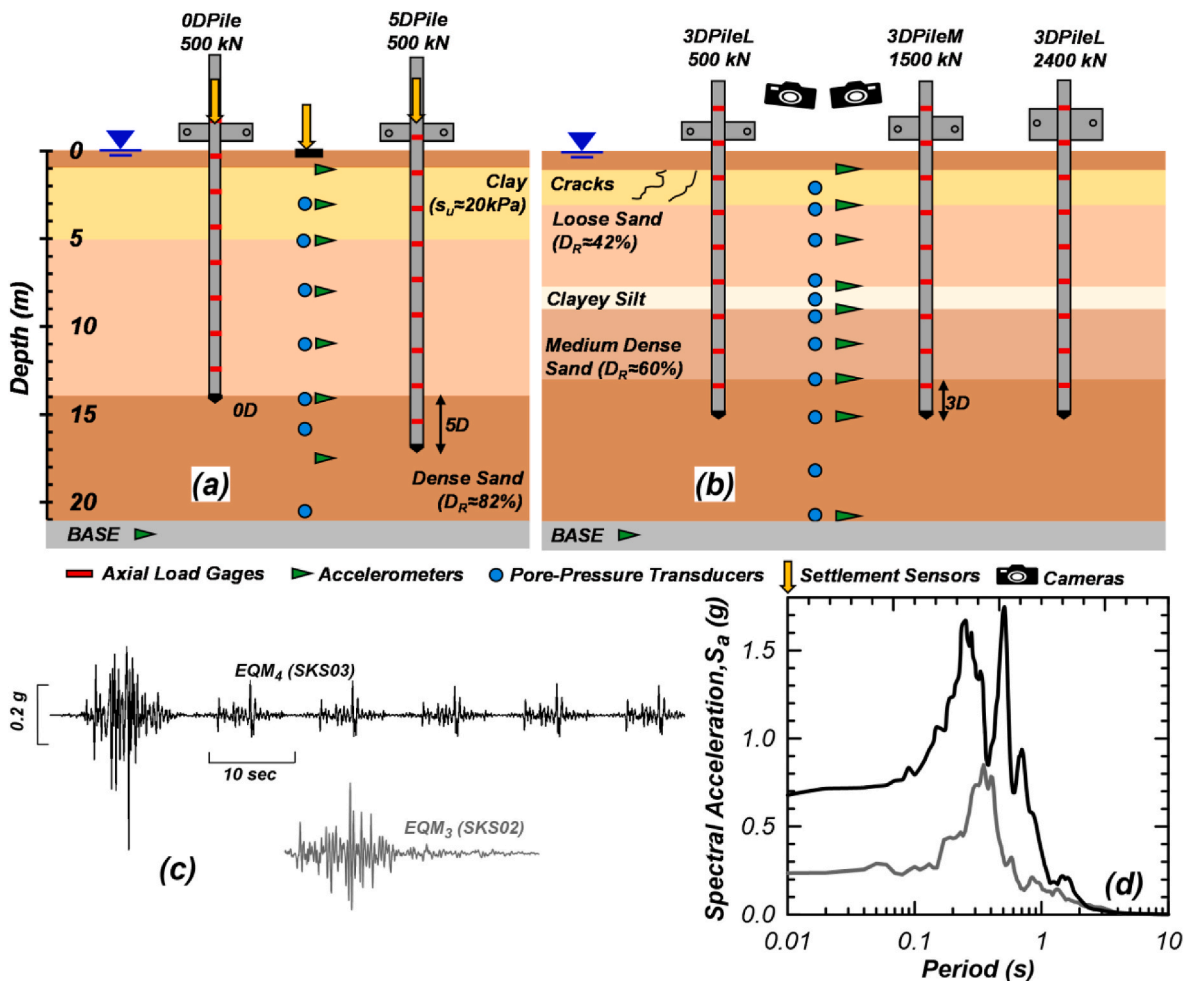 0DPile
500 kN
5DPile
500 kN
3DPileL
500 kN
3DPileM
1500 kN
3DPileL
2400 kN
Depth (m)
0
5
10
15
20
Clay
(su≈20kPa)
0D
5D
(a)
Dense Sand
(DR≈82%)
BASE
Cracks
Loose Sand
(DR≈42%)
Clayey Silt
Medium Dense
Sand (DR≈60%)
3D
(b)
BASE
Axial Load Gages
Accelerometers
Pore-Pressure Transducers
Settlement Sensors
Cameras
0.2 g
EQM4 (SKS03)
10 sec
EQM3 (SKS02)
(c)
Spectral Acceleration,Sa (g)
1.5
1.0
0.5
0.0
(d)
0.01
0.1
1
10
Period (s)